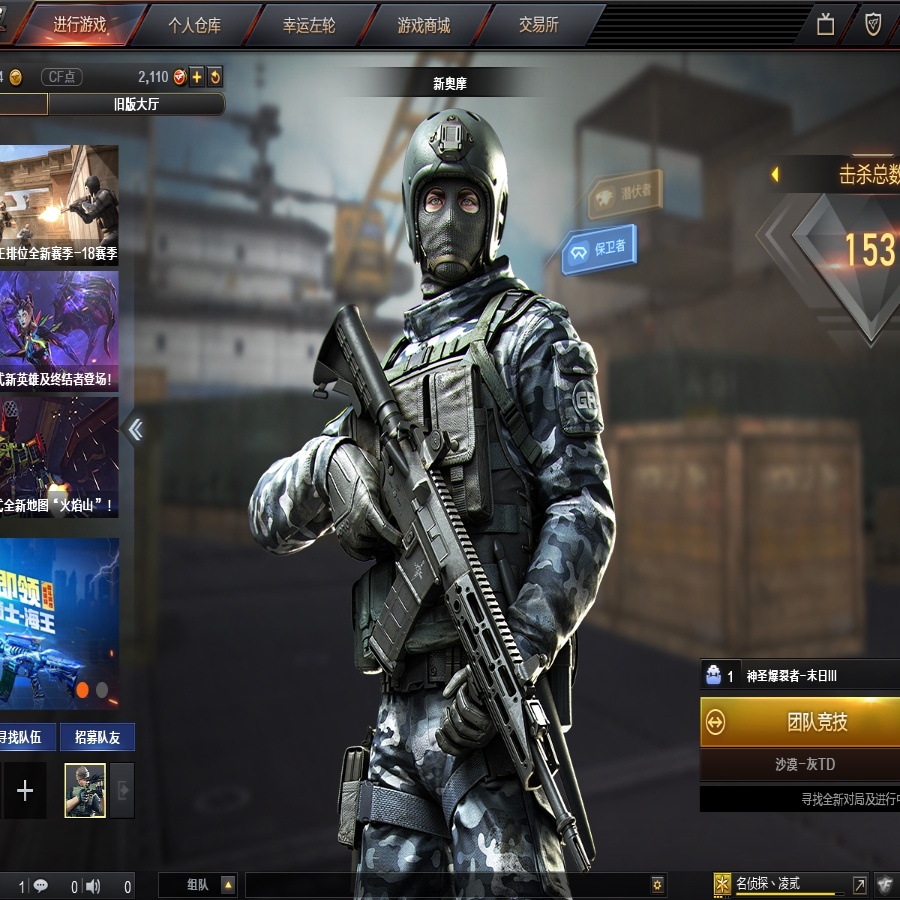 进行游戏
个人仓库
幸运左轮
游戏商城
交易所
4
CF点
2,110
旧版大厅
新奥摩
潜伏者
保卫者
击杀总数
153
王排位全新赛季-18赛季
式新英雄及终结者登场！
式全新地图“火焰山”！
即领
骑士-海王
寻找队伍
招募队友
GR
1 神圣爆裂者-末日III
团队竞技
沙漠-灰TD
寻找全新对局及进行中
1
0
0
组队
名侦探丶凌贰